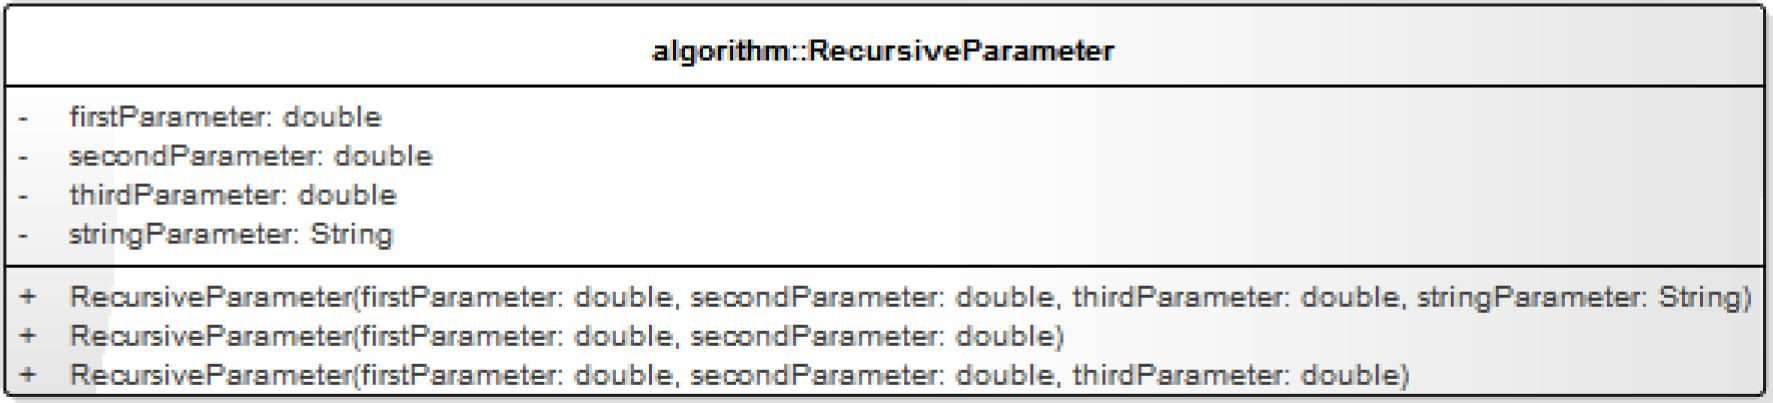 algorithm::RecursiveParameter
- firstParameter: double
- secondParameter: double
- thirdParameter: double
- stringParameter: String
+ RecursiveParameter(firstParameter: double, secondParameter: double, thirdParameter: double, stringParameter: String)
+ RecursiveParameter(firstParameter: double, secondParameter: double)
+ RecursiveParameter(firstParameter: double, secondParameter: double, thirdParameter: double)